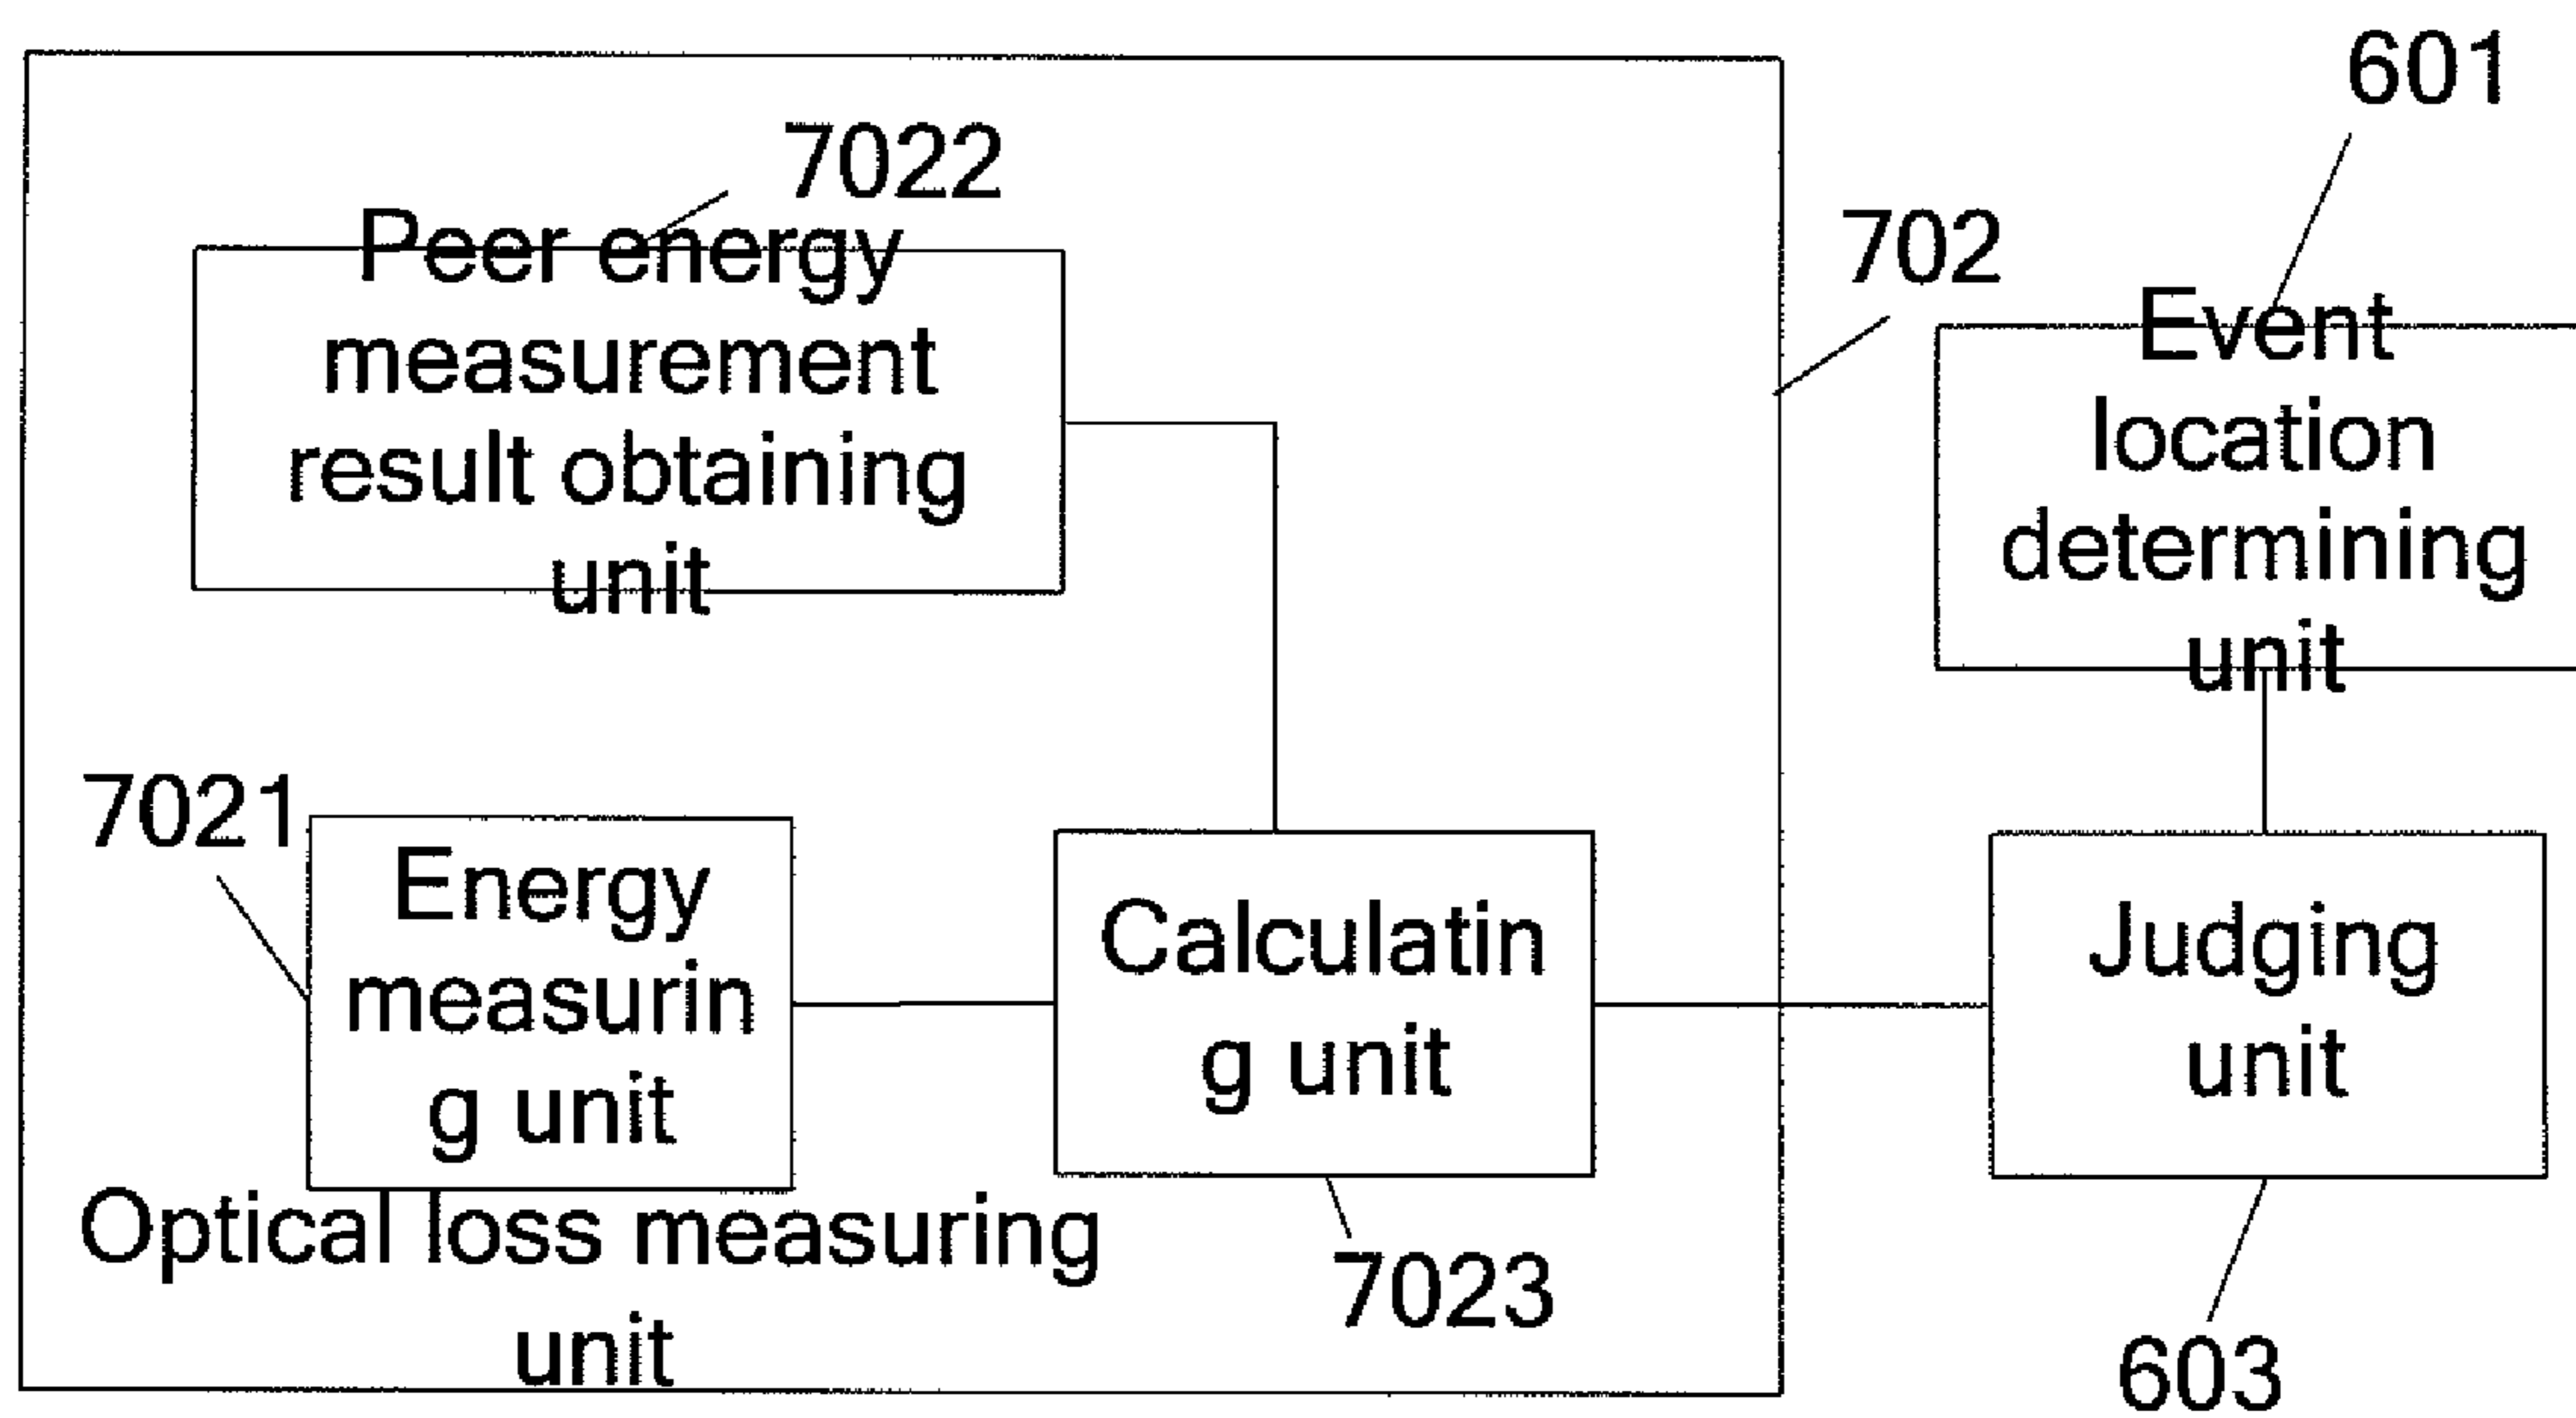 601
7022
Peer energy
measurement
result obtaining
unit
702
Event
location
determining
unit
7021
Energy
measurin
g unit
Calculatin
g unit
Judging
unit
Optical loss measuring
unit
7023
603